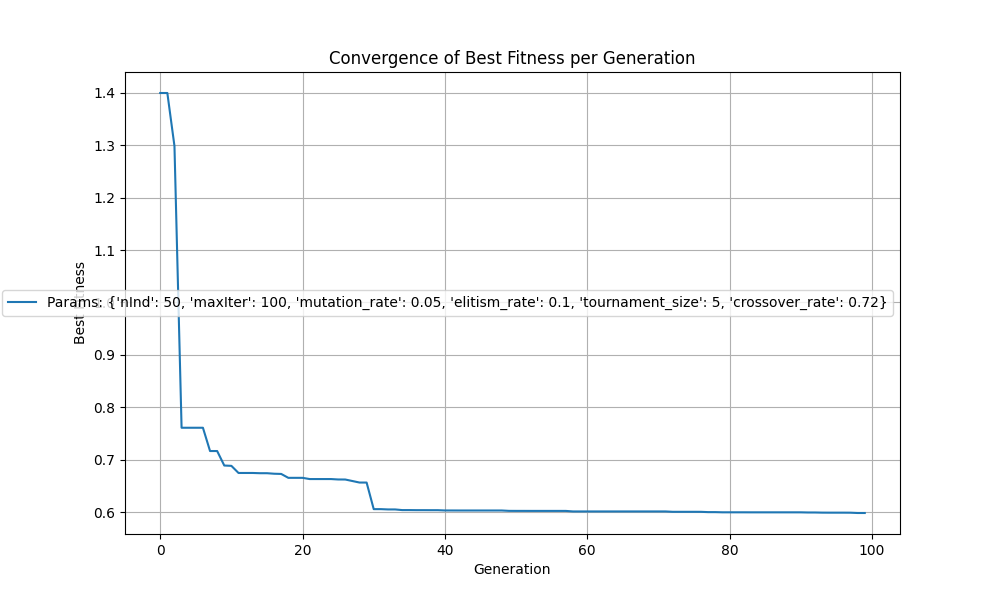 Convergence of Best Fitness per Generation
1.4
1.3
1.2
1.1
Params: {'nInd': 50, 'maxIter': 100, 'mutation_rate': 0.05, 'elitism_rate': 0.1, 'tournament_size': 5, 'crossover_rate': 0.72}
Best Fitness
0.9
0.8
0.7
0.6
0 20 40 60 80 100
Generation